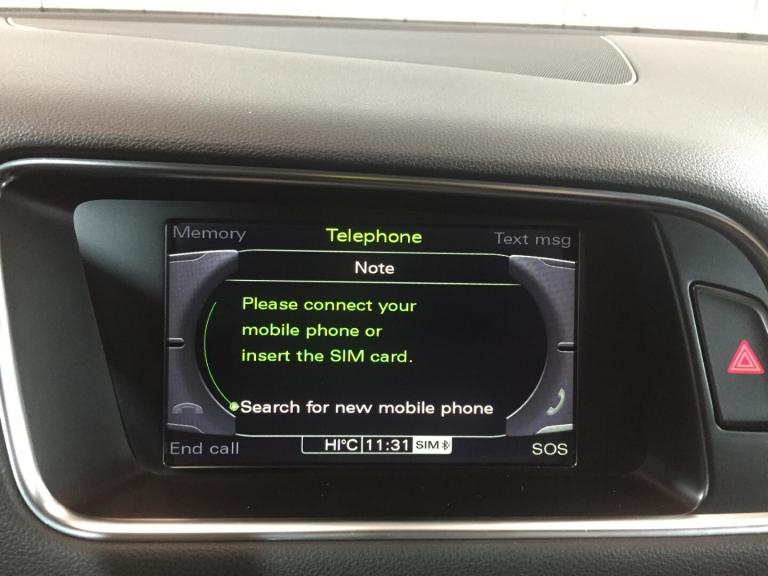 Memory
Telephone
Text msg
Note
Please connect your
mobile phone or
insert the SIM card.
Search for new mobile phone
End call
HI°C 11:31 SIM
SOS